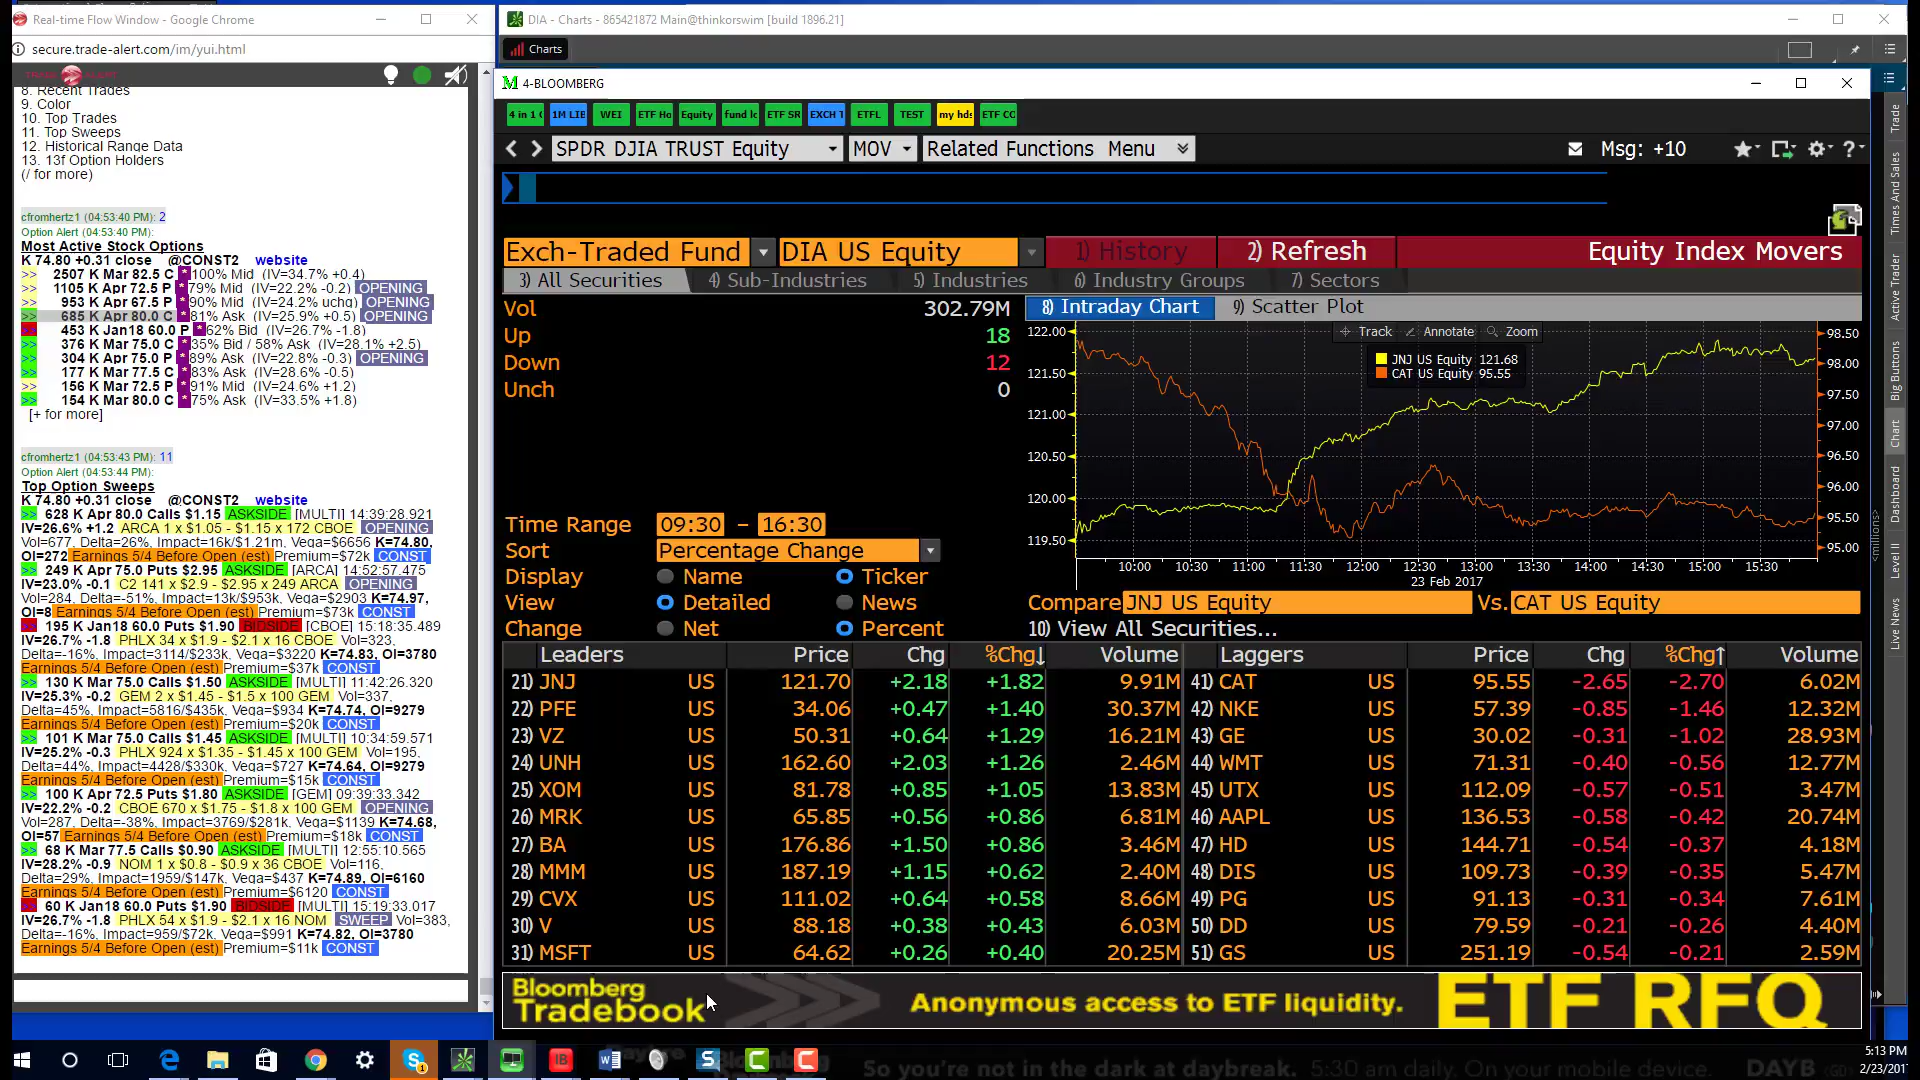 Real-time Flow Window - Google Chrome
secure.trade-alert.com/im/yui.html
8. Recent Trades
9. Color
10. Top Trades
11. Top Sweeps
12. Historical Range Data
13. 13f Option Holders
(/ for more)
cfromhertz1 (04:53:40 PM): 2
Option Alert (04:53:40 PM):
Most Active Stock Options
K 74.80 +0.31 close @CONST2 website
>> 2507 K Mar 82.5 C * 100% Mid (IV=34.7% +0.4)
>> 1105 K Apr 72.5 P * 79% Mid (IV=22.2% -0.2) OPENING
>> 953 K Apr 67.5 P * 90% Mid (IV=24.2% uchg) OPENING
>> 685 K Apr 80.0 C * 81% Ask (IV=25.9% +0.5) OPENING
>> 453 K Jan18 60.0 P * 62% Bid (IV=26.7% -1.8)
>> 376 K Mar 75.0 C * 35% Bid / 58% Ask (IV=28.1% +2.5)
>> 304 K Apr 75.0 P * 89% Ask (IV=22.8% -0.3) OPENING
>> 177 K Mar 77.5 C * 83% Ask (IV=28.6% -0.5)
>> 156 K Mar 72.5 P * 91% Mid (IV=24.6% +1.2)
>> 154 K Mar 80.0 C * 75% Ask (IV=33.5% +1.8)
[+ for more]
cfromhertz1 (04:53:43 PM): 11
Option Alert (04:53:44 PM):
Top Option Sweeps
K 74.80 +0.31 close @CONST2 website
>> 628 K Apr 80.0 Calls $1.15 ASKSIDE [MULTI] 14:39:28.921
IV=26.6% +1.2 ARCA 1 x $1.05 - $1.15 x 172 CBOE OPENING
Vol=677, Delta=26%, Impact=16k/$1.21m, Vega=$6656 K=74.80,
OI=272 Earnings 5/4 Before Open (est) Premium=$72k CONST
>> 249 K Apr 75.0 Puts $2.95 ASKSIDE [ARCA] 14:52:57.475
IV=23.0% -0.1 C2 141 x $2.9 - $2.95 x 249 ARCA OPENING
Vol=284, Delta=-51%, Impact=13k/$953k, Vega=$2903 K=74.97,
OI=8 Earnings 5/4 Before Open (est) Premium=$73k CONST
>> 195 K Jan18 60.0 Puts $1.90 BIDSIDE [CBOE] 15:18:35.489
IV=26.7% -1.8 PHLX 34 x $1.9 - $2.1 x 16 CBOE Vol=323,
Delta=-16%, Impact=3114/$233k, Vega=$3220 K=74.83, OI=3780
Earnings 5/4 Before Open (est) Premium=$37k CONST
>> 130 K Mar 75.0 Calls $1.50 ASKSIDE [MULTI] 11:42:26.320
IV=25.3% -0.2 GEM 2 x $1.45 - $1.5 x 100 GEM Vol=337,
Delta=45%, Impact=5816/$435k, Vega=$934 K=74.74, OI=9279
Earnings 5/4 Before Open (est) Premium=$20k CONST
>> 101 K Mar 75.0 Calls $1.45 ASKSIDE [MULTI] 10:34:59.571
IV=25.2% -0.3 PHLX 924 x $1.35 - $1.45 x 100 GEM Vol=195,
Delta=44%, Impact=4428/$330k, Vega=$727 K=74.64, OI=9279
Earnings 5/4 Before Open (est) Premium=$15k CONST
>> 100 K Apr 72.5 Puts $1.80 ASKSIDE [GEM] 09:39:33.342
IV=22.2% -0.2 CBOE 670 x $1.75 - $1.8 x 100 GEM OPENING
Vol=287, Delta=-38%, Impact=3769/$281k, Vega=$1139 K=74.68,
OI=57 Earnings 5/4 Before Open (est) Premium=$18k CONST
>> 68 K Mar 77.5 Calls $0.90 ASKSIDE [MULTI] 12:55:10.565
IV=28.2% -0.9 NOM 1 x $0.8 - $0.9 x 36 CBOE Vol=116,
Delta=29%, Impact=1959/$147k, Vega=$437 K=74.89, OI=6160
Earnings 5/4 Before Open (est) Premium=$6120 CONST
>> 60 K Jan18 60.0 Puts $1.90 BIDSIDE [MULTI] 15:19:33.017
IV=26.7% -1.8 PHLX 54 x $1.9 - $2.1 x 16 NOM SWEEP Vol=383,
Delta=-16%, Impact=959/$72k, Vega=$991 K=74.82, OI=3780
Earnings 5/4 Before Open (est) Premium=$11k CONST
DIA - Charts - 865421872 Main@thinkorswim [build 1896.21]
Charts
4-BLOOMBERG
4 in 1 1M LIB WEI ETF Ho Equity fund lo ETF SR EXCH T ETFL TEST my hds ETF CO
SPDR DJIA TRUST Equity MOV Related Functions Menu Msg: +10
Exch-Traded Fund DIA US Equity 1) History 2) Refresh Equity Index Movers
3) All Securities 4) Sub-Industries 5) Industries 6) Industry Groups 7) Sectors
Vol 302.79M
Up 18
Down 12
Unch 0
8) Intraday Chart 9) Scatter Plot
Track Annotate Zoom
JNJ US Equity 121.68
CAT US Equity 95.55
122.00
121.50
121.00
120.50
120.00
119.50
98.50
98.00
97.50
97.00
96.50
96.00
95.50
95.00
10:00 10:30 11:00 11:30 12:00 12:30 13:00 13:30 14:00 14:30 15:00 15:30
23 Feb 2017
Time Range 09:30 - 16:30
Sort Percentage Change
Display Name Ticker
View Detailed News
Change Net Percent
Compare JNJ US Equity Vs. CAT US Equity
10) View All Securities...
Leaders Price Chg %Chg↓ Volume Laggers Price Chg %Chg↑ Volume
21) JNJ US 121.70 +2.18 +1.82 9.91M 41) CAT US 95.55 -2.65 -2.70 6.02M
22) PFE US 34.06 +0.47 +1.40 30.37M 42) NKE US 57.39 -0.85 -1.46 12.32M
23) VZ US 50.31 +0.64 +1.29 16.21M 43) GE US 30.02 -0.31 -1.02 28.93M
24) UNH US 162.60 +2.03 +1.26 2.46M 44) WMT US 71.31 -0.40 -0.56 12.77M
25) XOM US 81.78 +0.85 +1.05 13.83M 45) UTX US 112.09 -0.57 -0.51 3.47M
26) MRK US 65.85 +0.56 +0.86 6.81M 46) AAPL US 136.53 -0.58 -0.42 20.74M
27) BA US 176.86 +1.50 +0.86 3.46M 47) HD US 144.71 -0.54 -0.37 4.18M
28) MMM US 187.19 +1.15 +0.62 2.40M 48) DIS US 109.73 -0.39 -0.35 5.47M
29) CVX US 111.02 +0.64 +0.58 8.66M 49) PG US 91.13 -0.31 -0.34 7.61M
30) V US 88.18 +0.38 +0.43 6.03M 50) DD US 79.59 -0.21 -0.26 4.40M
31) MSFT US 64.62 +0.26 +0.40 20.25M 51) GS US 251.19 -0.54 -0.21 2.59M
Bloomberg
Tradebook
Anonymous access to ETF liquidity. ETF RFQ
Trade
Times And Sales
Active Trader
Big Buttons
Chart
Dashboard
Level II
Live News
<millions>
So you're not in the dark at daybreak. 5:30 am daily. On your mobile device. DAYB
5:13 PM
2/23/201